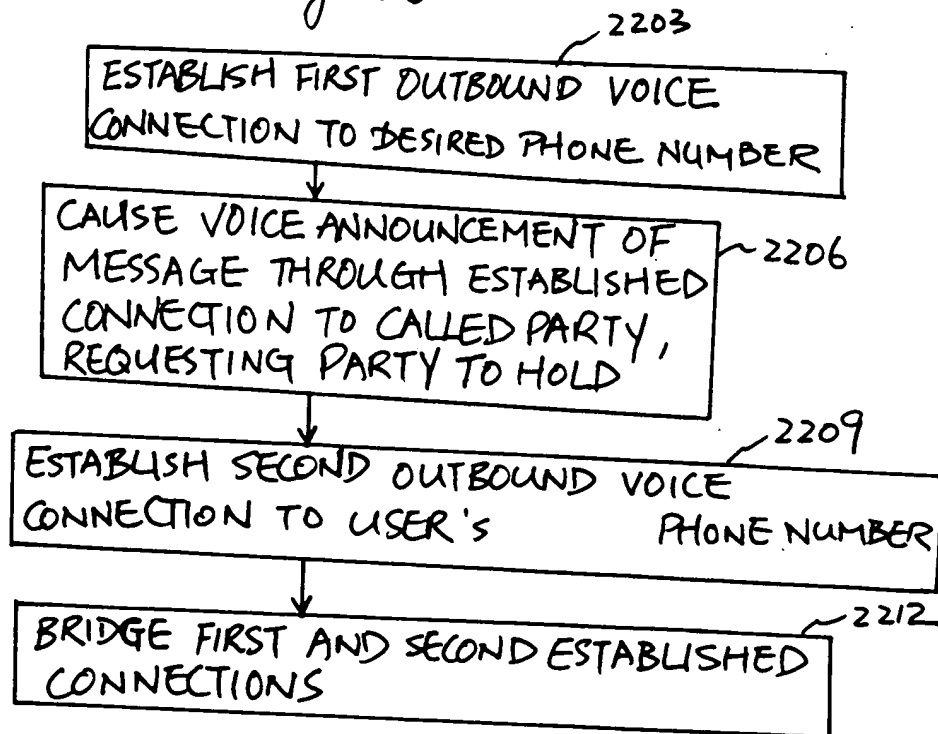 2203
ESTABLISH FIRST OUTBOUND VOICE
CONNECTION TO DESIRED PHONE NUMBER
CAUSE VOICE ANNOUNCEMENT OF
MESSAGE THROUGH ESTABLISHED
CONNECTION TO CALLED PARTY,
REQUESTING PARTY TO HOLD
2206
2209
ESTABLISH SECOND OUTBOUND VOICE
CONNECTION TO USER'S PHONE NUMBER
2212
BRIDGE FIRST AND SECOND ESTABLISHED
CONNECTIONS